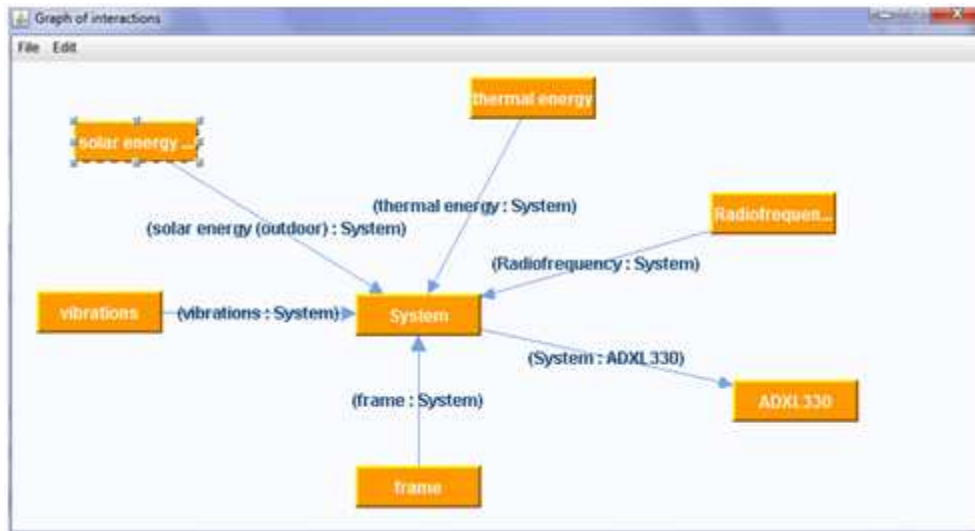 Graph of interactions
File Edit
thermal energy
solar energy ...
(thermal energy : System)
Radiofrequen...
(solar energy (outdoor) : System)
(Radiofrequency : System)
vibrations
(vibrations : System)
System
(System : ADXL330)
ADXL330
(frame : System)
frame